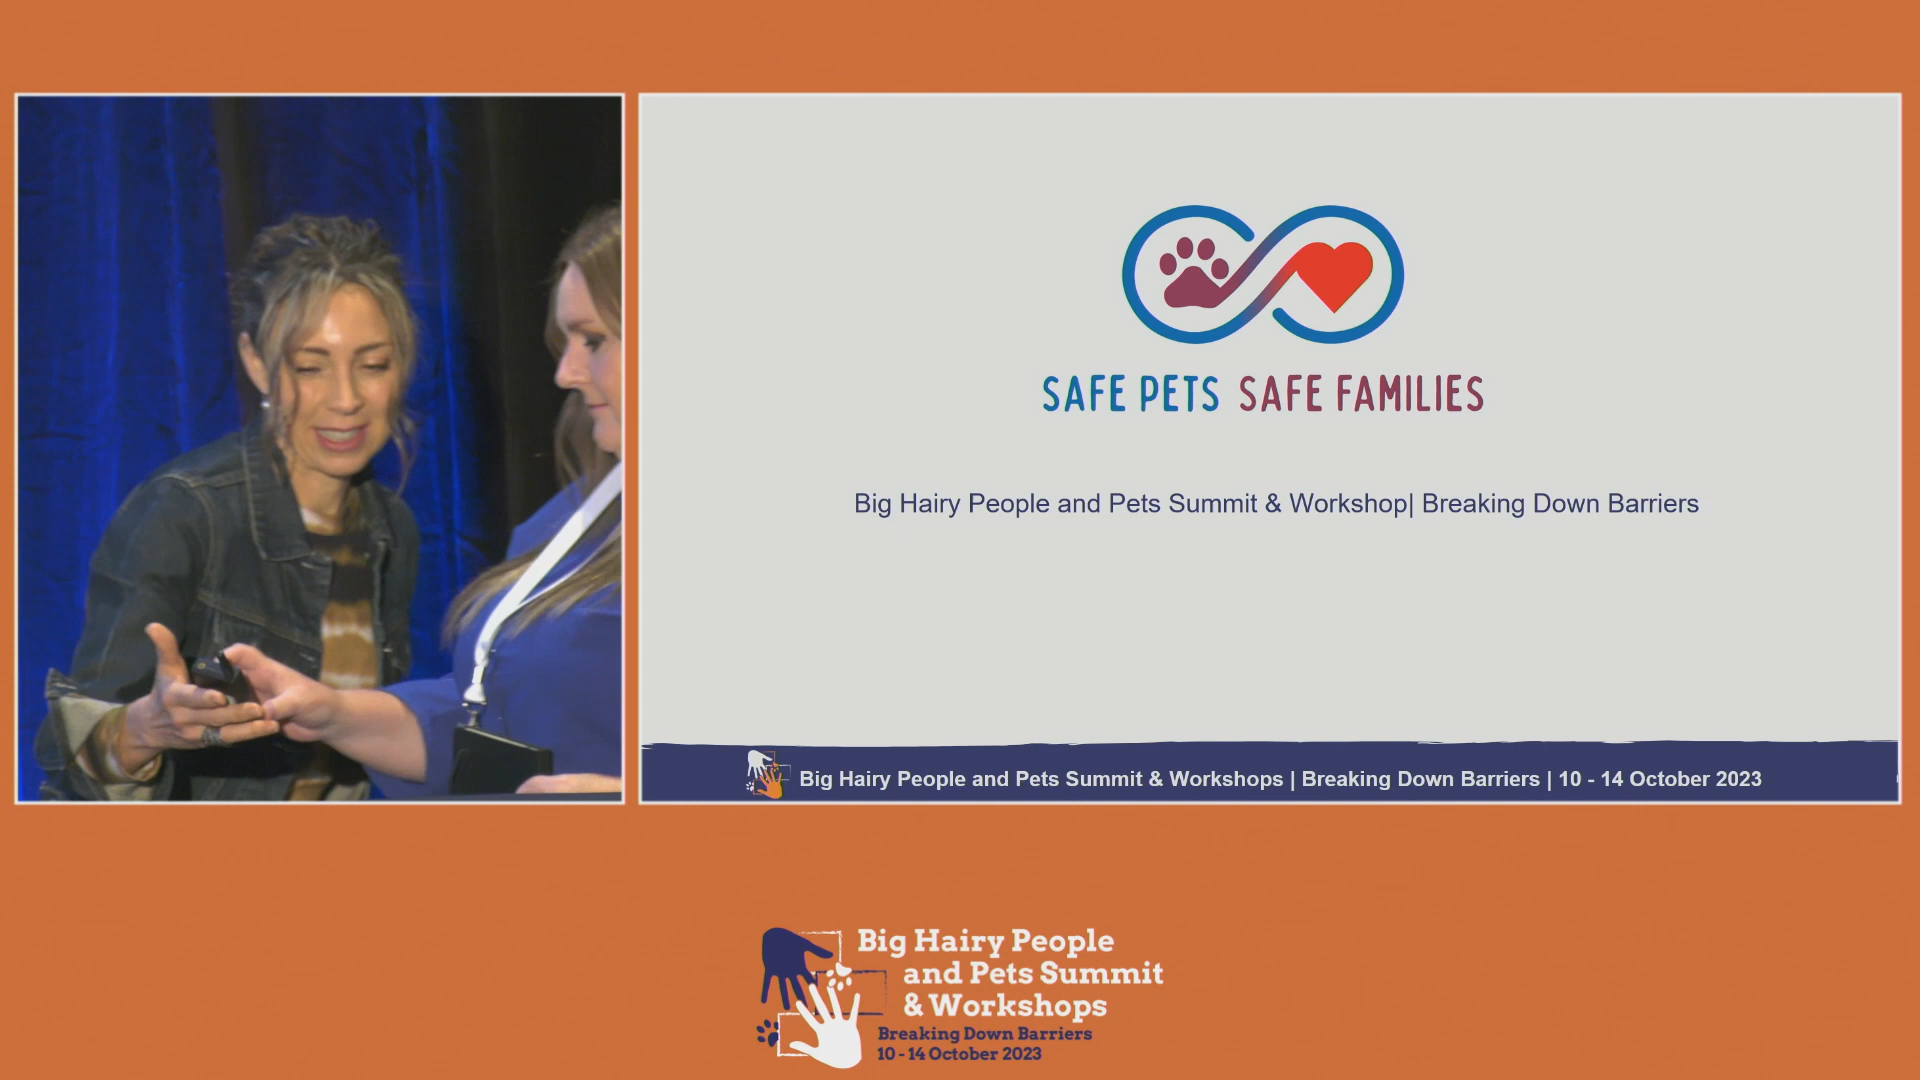 SAFE PETS SAFE FAMILIES
Big Hairy People and Pets Summit & Workshop| Breaking Down Barriers
Big Hairy People and Pets Summit & Workshops | Breaking Down Barriers | 10 - 14 October 2023
Big Hairy People
and Pets Summit
& Workshops
Breaking Down Barriers
10 - 14 October 2023